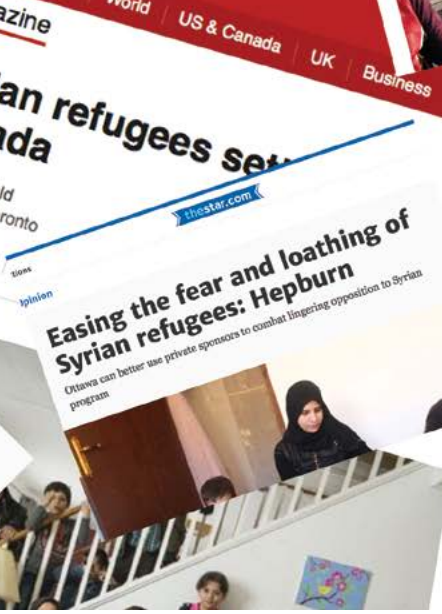 azine
World
US & Canada
UK
Business
an refugees set
ada
ld
ronto
thestar.com
tions
Opinion
Easing the fear and loathing of
Syrian refugees: Hepburn
Ottawa can better use private sponsors to combat lingering opposition to Syrian
program